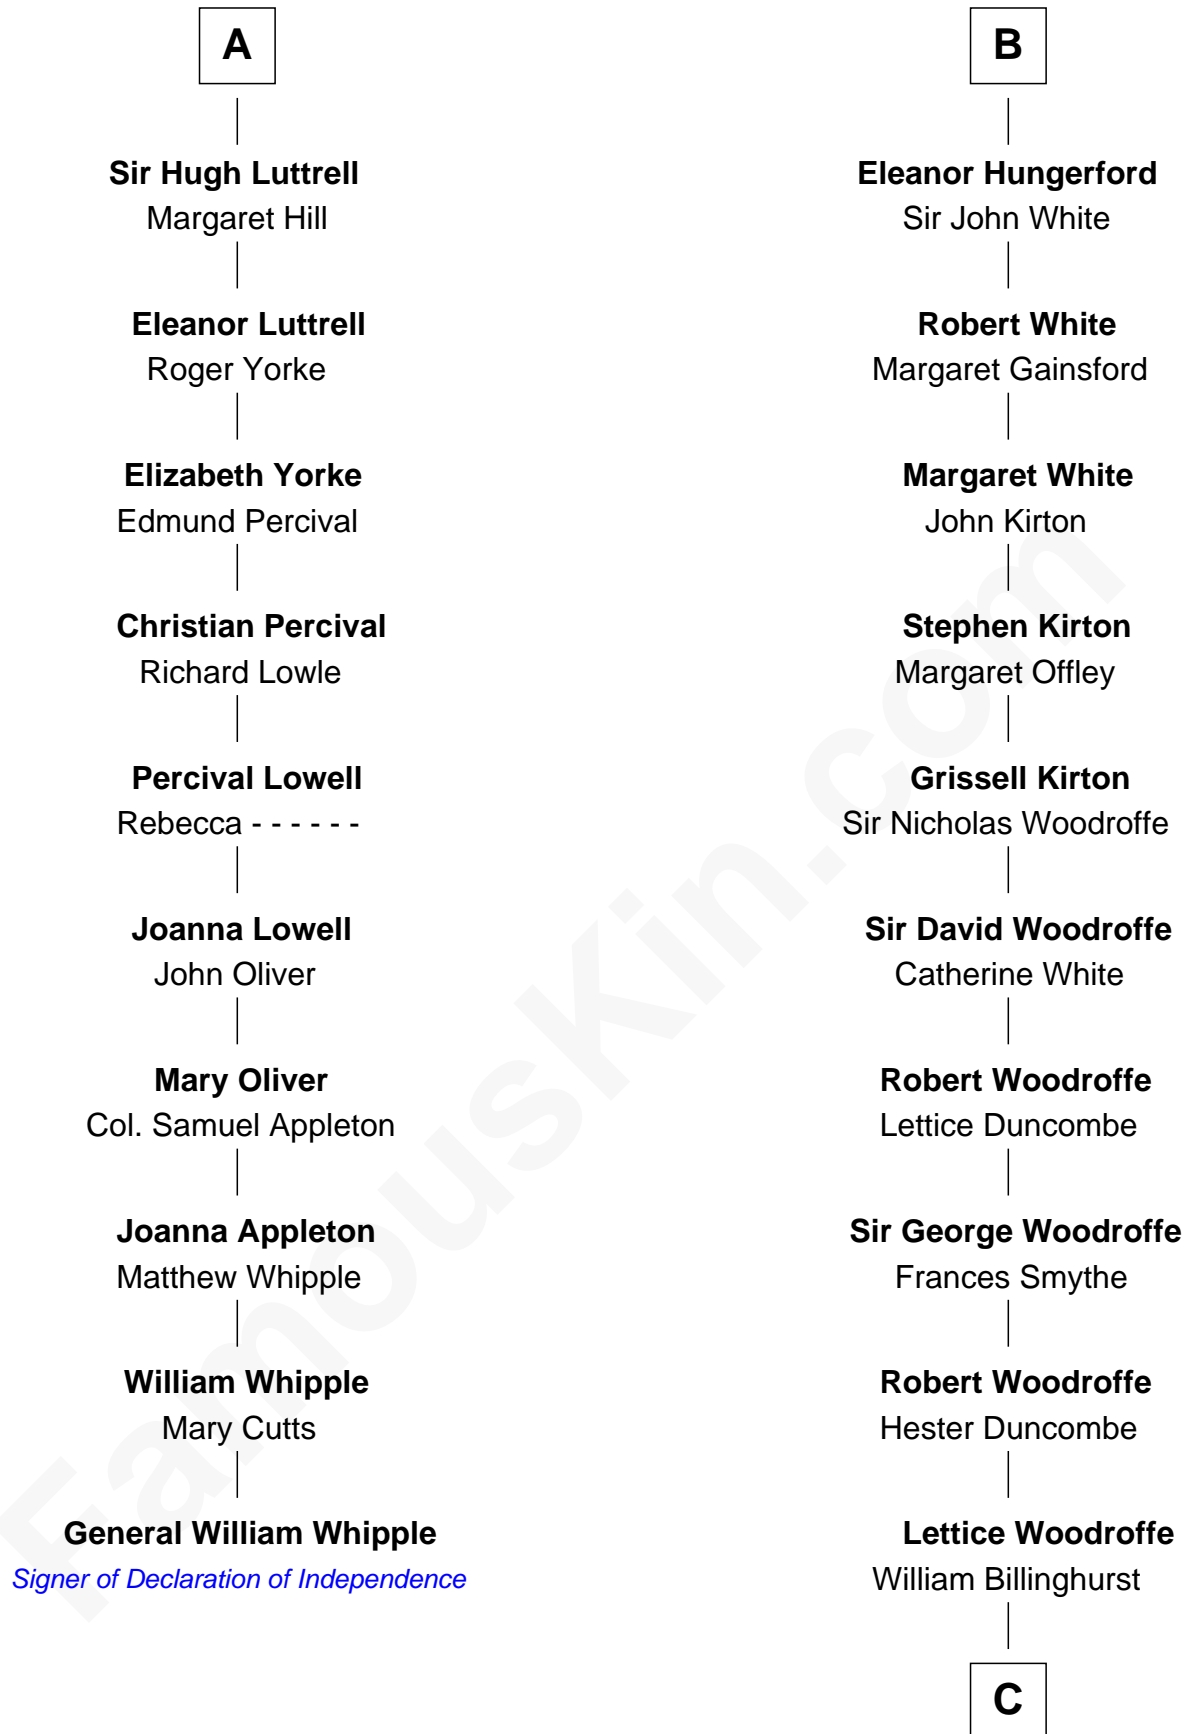 A
Sir Hugh Luttrell
Margaret Hill
Eleanor Luttrell
Roger Yorke
Elizabeth Yorke
Edmund Percival
Christian Percival
Richard Lowle
Percival Lowell
Rebecca - - - - - -
Joanna Lowell
John Oliver
Mary Oliver
Col. Samuel Appleton
Joanna Appleton
Matthew Whipple
William Whipple
Mary Cutts
General William Whipple
Signer of Declaration of Independence
B
Eleanor Hungerford
Sir John White
Robert White
Margaret Gainsford
Margaret White
John Kirton
Stephen Kirton
Margaret Offley
Grissell Kirton
Sir Nicholas Woodroffe
Sir David Woodroffe
Catherine White
Robert Woodroffe
Lettice Duncombe
Sir George Woodroffe
Frances Smythe
Robert Woodroffe
Hester Duncombe
Lettice Woodroffe
William Billinghurst
C
FamousKin.com